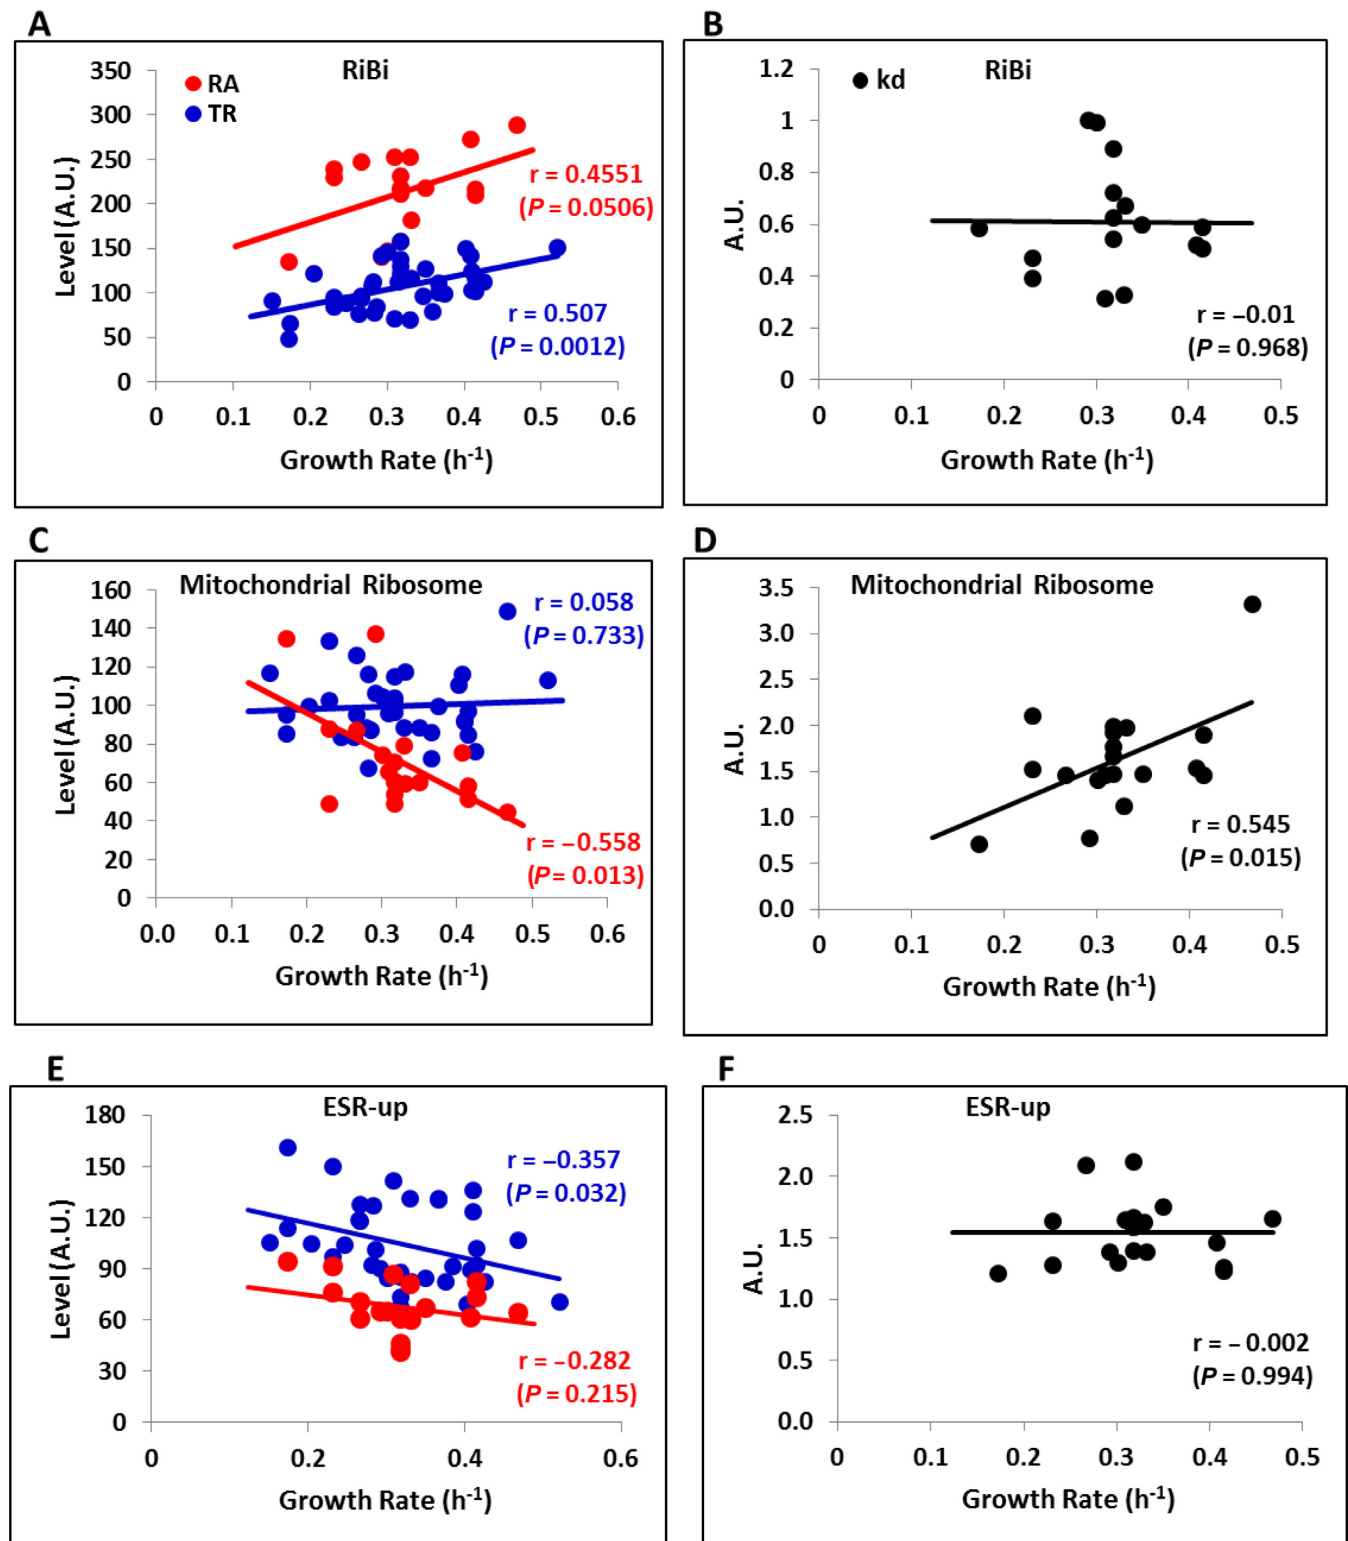 A
RiBi
RA
TR
350
300
250
200
150
100
50
0
Level (A.U.)
r = 0.4551
(P = 0.0506)
r = 0.507
(P = 0.0012)
0 0.1 0.2 0.3 0.4 0.5 0.6
Growth Rate (h-1)
B
RiBi
kd
1.2
1
0.8
0.6
0.4
0.2
0
A.U.
r = −0.01
(P = 0.968)
0 0.1 0.2 0.3 0.4 0.5
Growth Rate (h-1)
C
Mitochondrial Ribosome
160
140
120
100
80
60
40
20
0
Level (A.U.)
r = 0.058
(P = 0.733)
r = −0.558
(P = 0.013)
0.0 0.1 0.2 0.3 0.4 0.5 0.6
Growth Rate (h-1)
D
Mitochondrial Ribosome
3.5
3.0
2.5
2.0
1.5
1.0
0.5
0.0
A.U.
r = 0.545
(P = 0.015)
0 0.1 0.2 0.3 0.4 0.5
Growth Rate (h-1)
E
ESR-up
180
150
120
90
60
30
0
Level (A.U.)
r = −0.357
(P = 0.032)
r = −0.282
(P = 0.215)
0 0.2 0.4 0.6
Growth Rate (h-1)
F
ESR-up
2.5
2.0
1.5
1.0
0.5
0.0
A.U.
r = − 0.002
(P = 0.994)
0 0.1 0.2 0.3 0.4 0.5
Growth Rate (h-1)